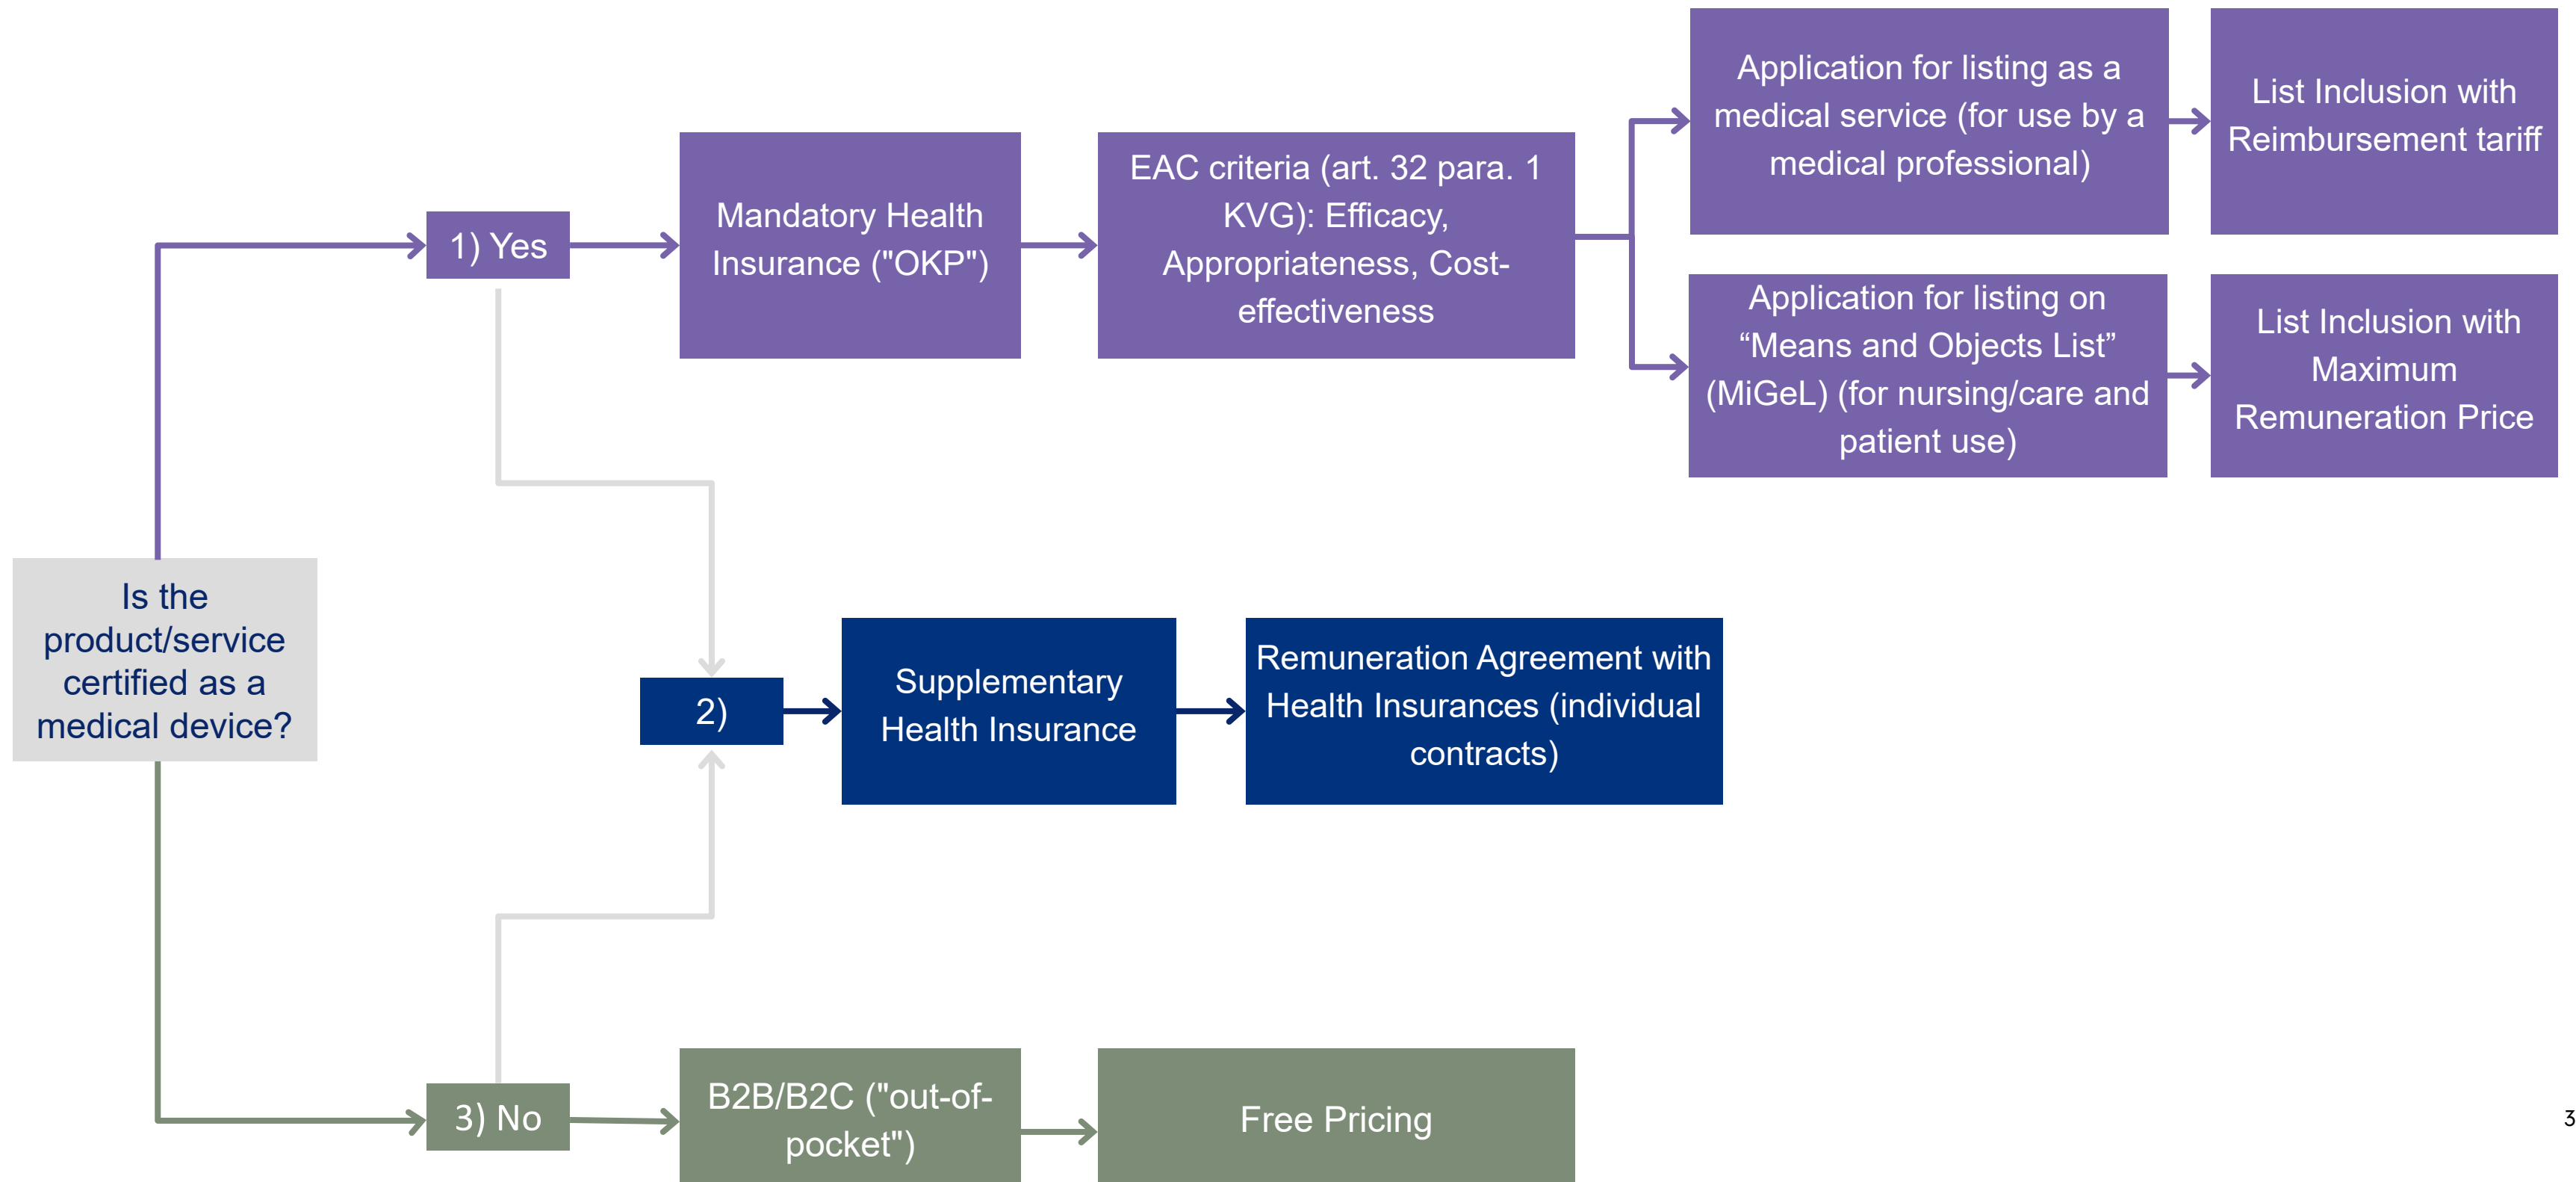 Is the
product/service
certified as a
medical device?
1) Yes
Mandatory Health
Insurance ("OKP")
EAC criteria (art. 32 para. 1
KVG): Efficacy,
Appropriateness, Cost-
effectiveness
Application for listing as a
medical service (for use by a
medical professional)
List Inclusion with
Reimbursement tariff
Application for listing on
“Means and Objects List”
(MiGeL) (for nursing/care and
patient use)
List Inclusion with
Maximum
Remuneration Price
2)
Supplementary
Health Insurance
Remuneration Agreement with
Health Insurances (individual
contracts)
3) No
B2B/B2C ("out-of-
pocket")
Free Pricing
3